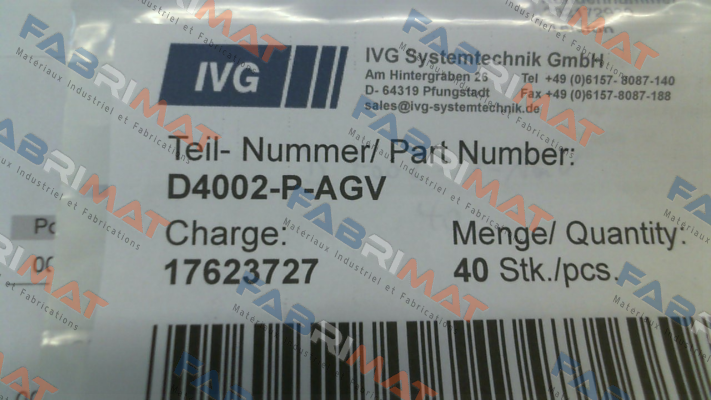 IVG
IVG Systemtechnik GmbH
Am Hintergraben 26 Tel +49 (0)6157- 8087-140
D- 64319 Pfungstadt Fax +49 (0)6157-8087-188
sales@ivg-systemtechnik.de
Teil- Nummer/ Part Number:
D4002-P-AGV
Charge: Menge/ Quantity:
17623727 40 Stk./pcs.
FABRIMAT
Materiaux Industriel et Fabrications